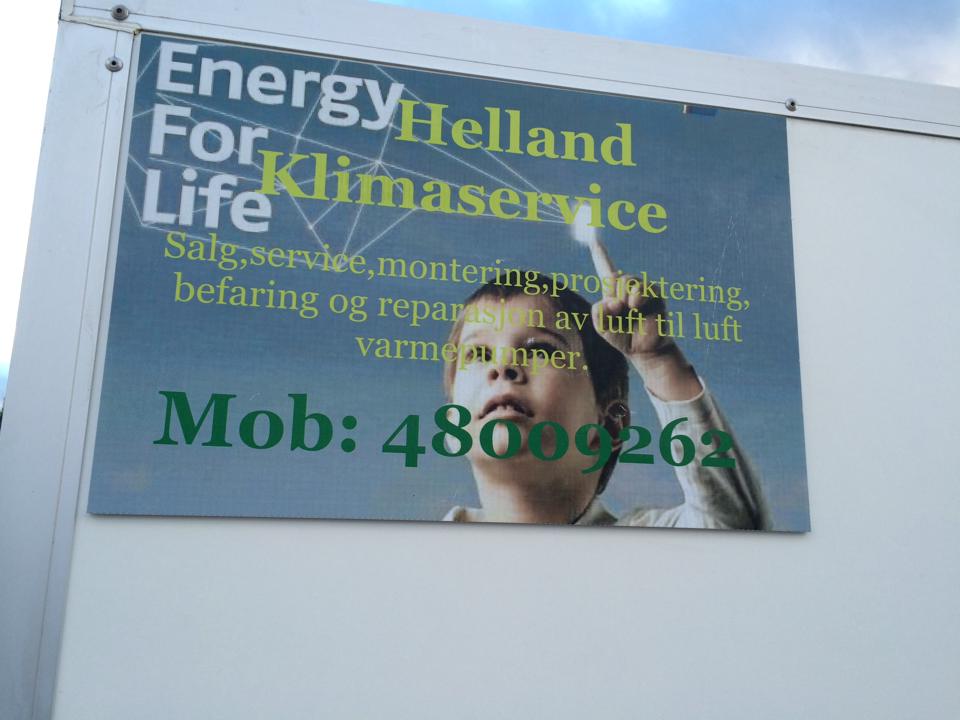 Energy
For
Life
Helland
Klimaservice
Salg,service,montering,prosjektering,
befaring og reparasjon av luft til luft
varmepumper.
Mob: 48009262